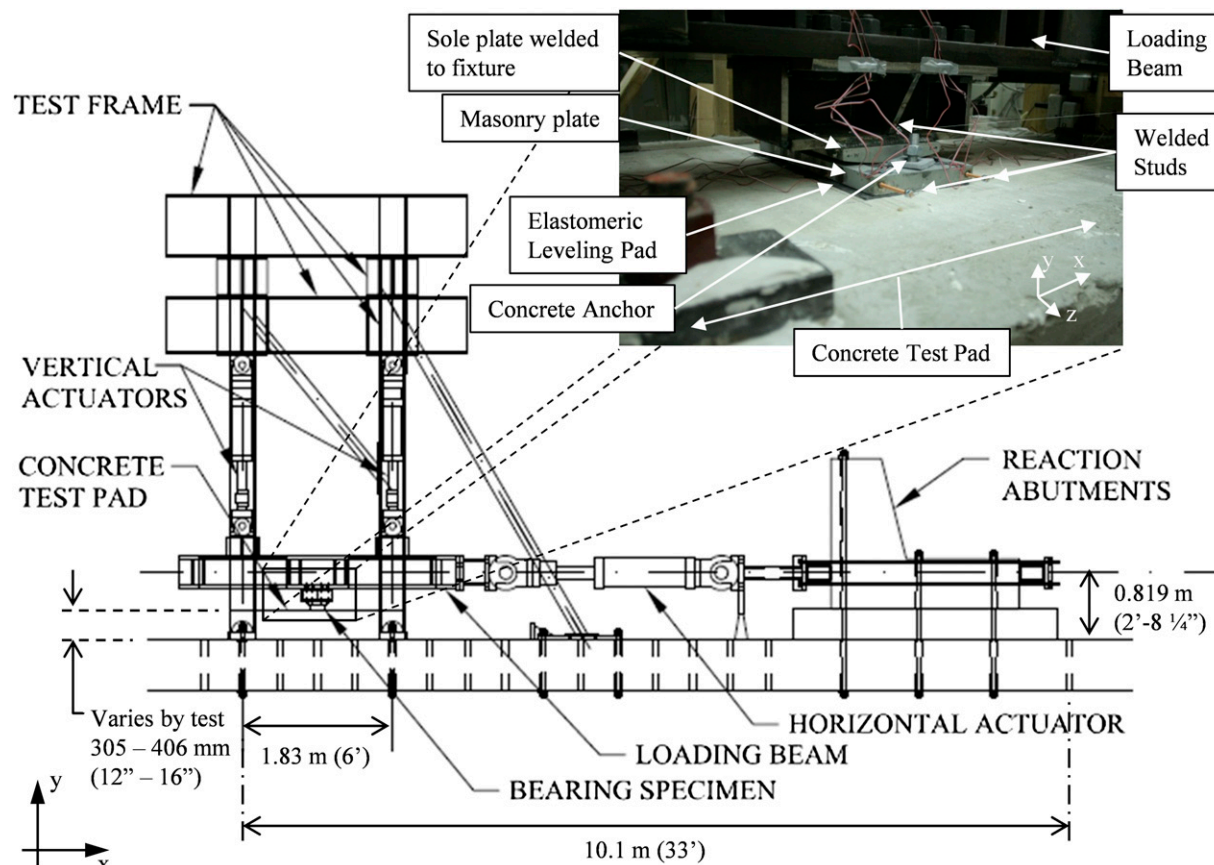 Sole plate welded
to fixture
Loading
Beam
TEST FRAME
Masonry plate
Welded
Studs
Elastomeric
Leveling Pad
Concrete Anchor
y
x
z
Concrete Test Pad
VERTICAL
ACTUATORS
CONCRETE
TEST PAD
REACTION
ABUTMENTS
0.819 m
(2’-8 ¼”)
Varies by test
305 – 406 mm
(12” – 16”)
1.83 m (6’)
HORIZONTAL ACTUATOR
LOADING BEAM
BEARING SPECIMEN
y
x
10.1 m (33’)